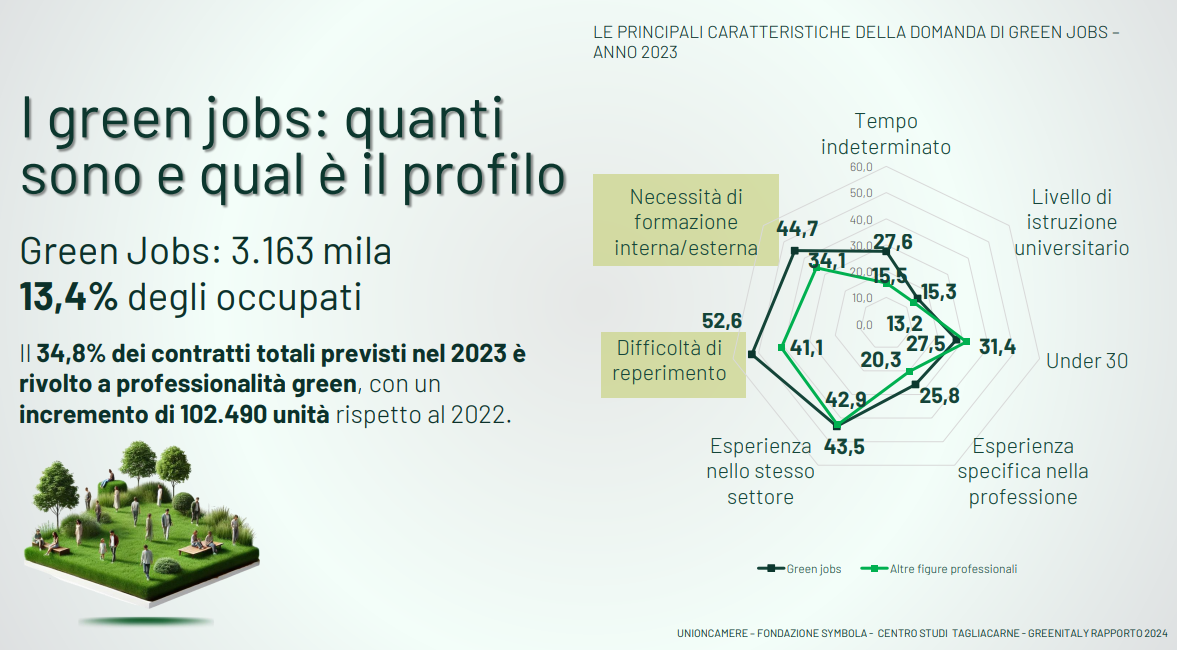 LE PRINCIPALI CARATTERISTICHE DELLA DOMANDA DI GREEN JOBS –
ANNO 2023
I green jobs: quanti
sono e qual è il profilo
Green Jobs: 3.163 mila
13,4% degli occupati
Il 34,8% dei contratti totali previsti nel 2023 è
rivolto a professionalità green, con un
incremento di 102.490 unità rispetto al 2022.
Tempo
indeterminato
Livello di
istruzione
universitario
Under 30
Esperienza
specifica nella
professione
Esperienza
nello stesso
settore
Difficoltà di
reperimento
Necessità di
formazione
interna/esterna
60,0
50,0
40,0
30,0
20,0
10,0
0,0
27,6
15,5
15,3
13,2
27,5
31,4
25,8
20,3
43,5
42,9
52,6
41,1
44,7
34,1
Green jobs
Altre figure professionali
UNIONCAMERE – FONDAZIONE SYMBOLA - CENTRO STUDI TAGLIACARNE - GREENITALY RAPPORTO 2024